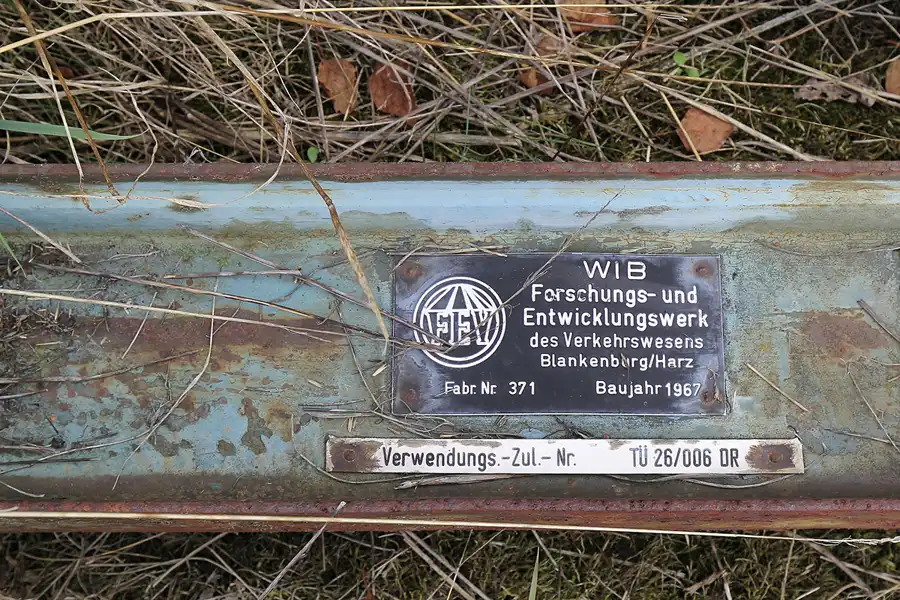 WIB
Forschungs- und
Entwicklungswerk
des Verkehrswesens
Blankenburg/Harz
Fabr. Nr. 371 Baujahr 1967
Verwendungs.-Zul.-Nr. TÜ 26/006 DR